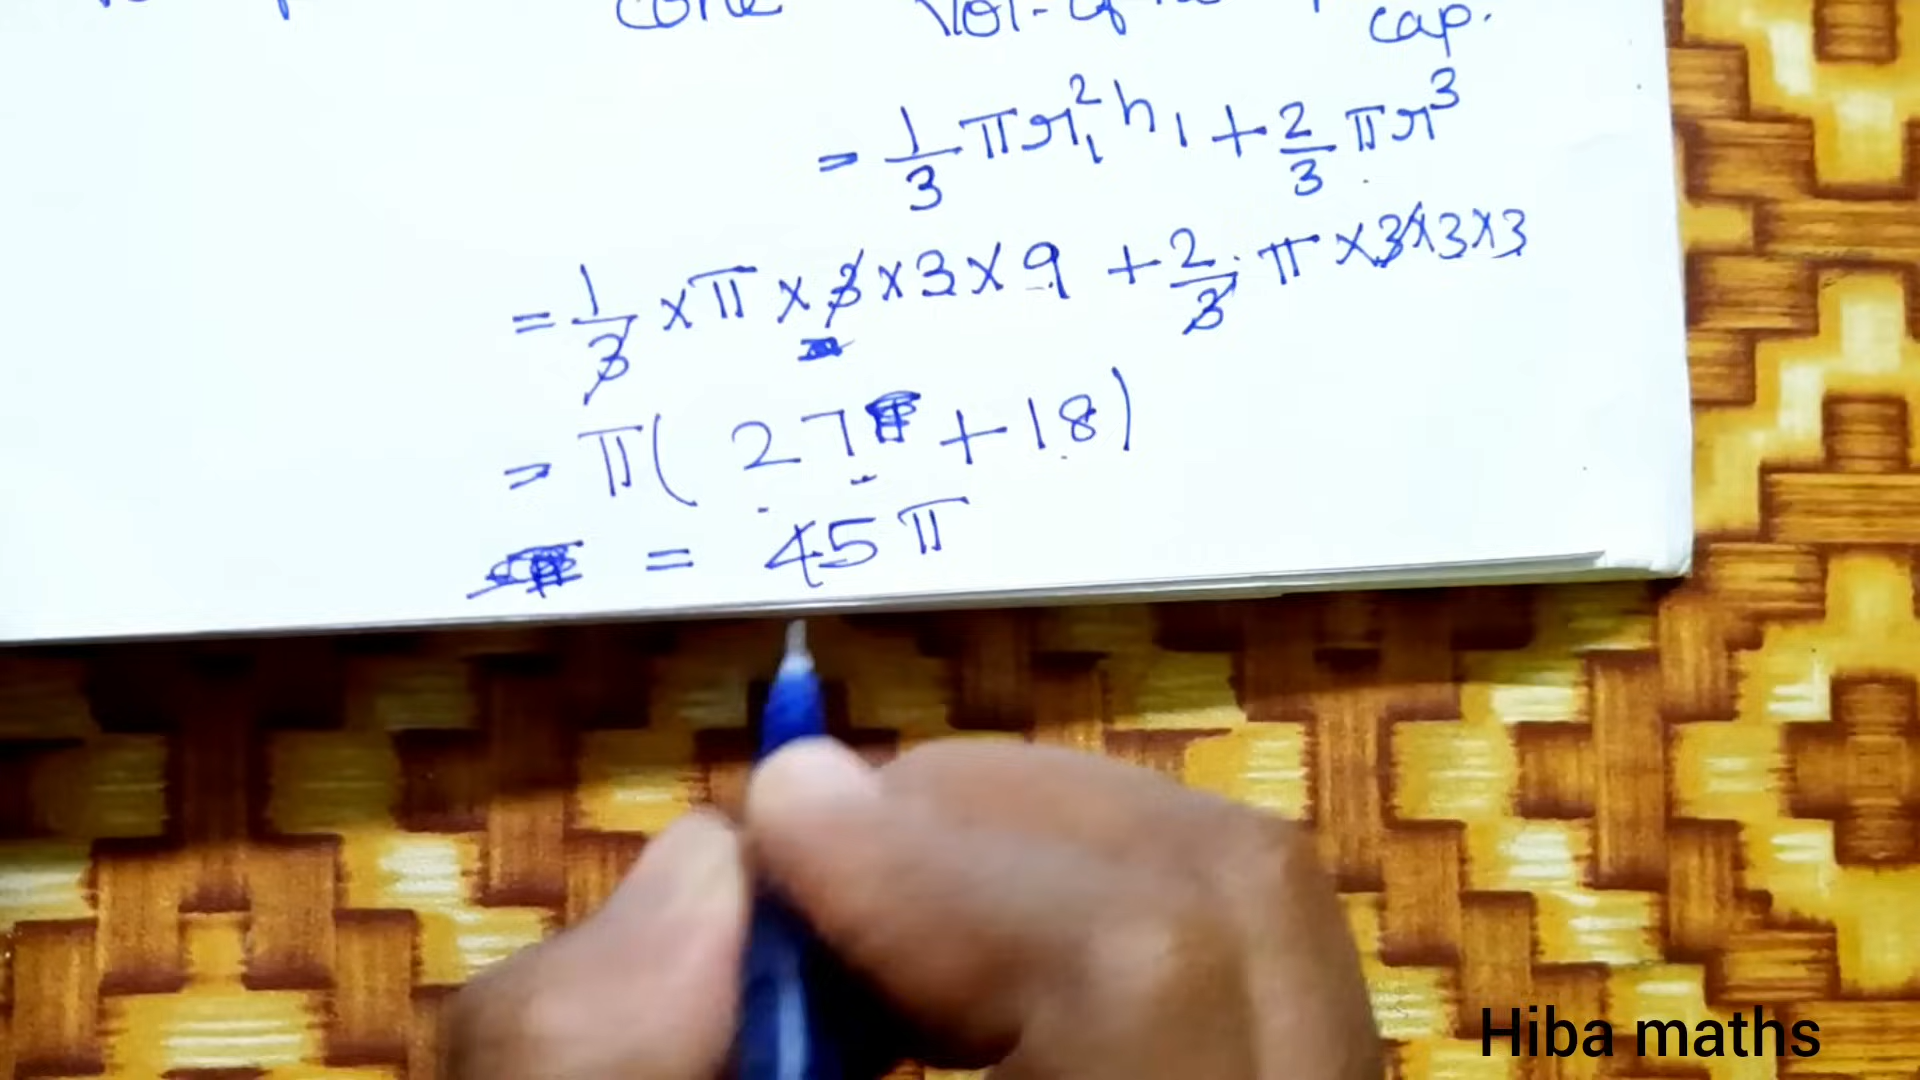 cone Vol. of
cap.
= 1/3 πr₁²h₁ + 2/3 πr³
= 1/3 × π × 3 × 3 × 9 + 2/3 π × 3 × 3 × 3
= π( 27 + 18)
= 45 π
Hiba maths